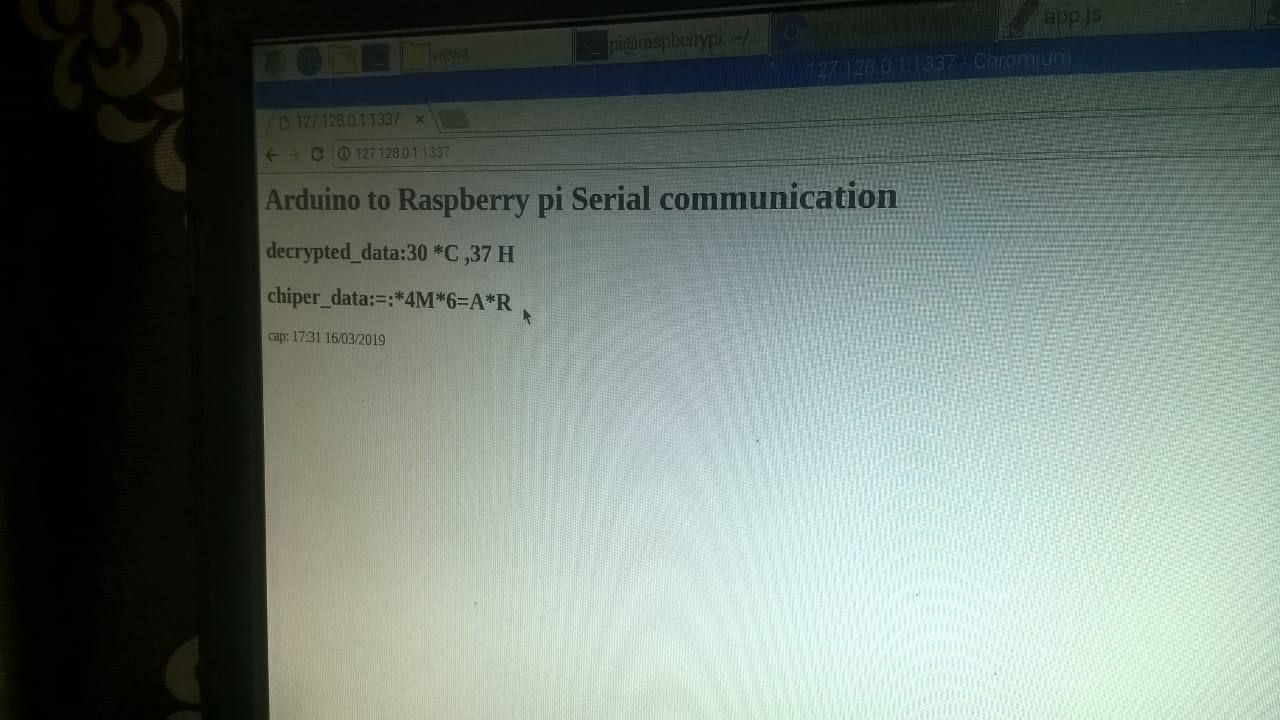 views
pi@raspberrypi: ~/...
app.js
127.128.0.1:1337 - Chromium
127.128.0.1:1337
127.128.0.1:1337
Arduino to Raspberry pi Serial communication
decrypted_data:30 *C ,37 H
chiper_data:=:*4M*6=A*R
cap: 17:31 16/03/2019